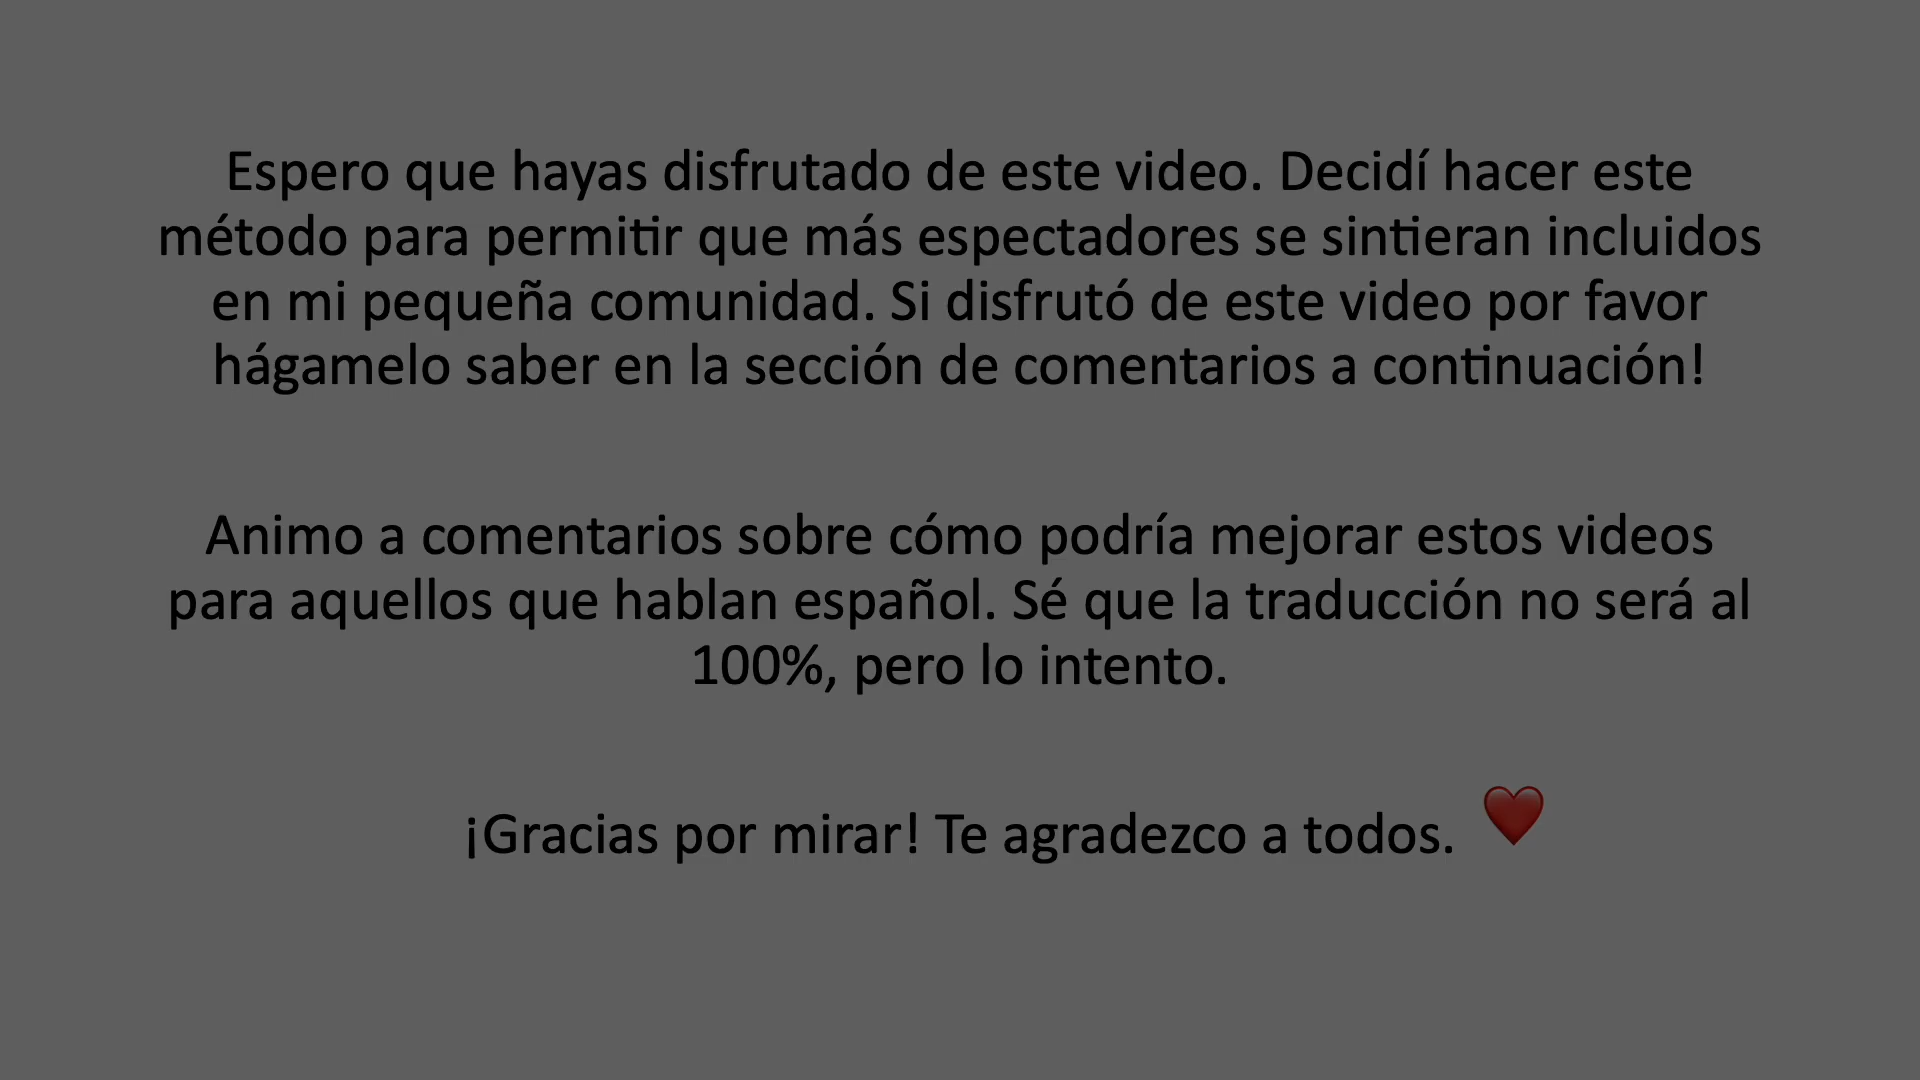 Espero que hayas disfrutado de este video. Decidí hacer este
método para permitir que más espectadores se sintieran incluidos
en mi pequeña comunidad. Si disfrutó de este video por favor
hágamelo saber en la sección de comentarios a continuación!
Animo a comentarios sobre cómo podría mejorar estos videos
para aquellos que hablan español. Sé que la traducción no será al
100%, pero lo intento.
¡Gracias por mirar! Te agradezco a todos. ♥